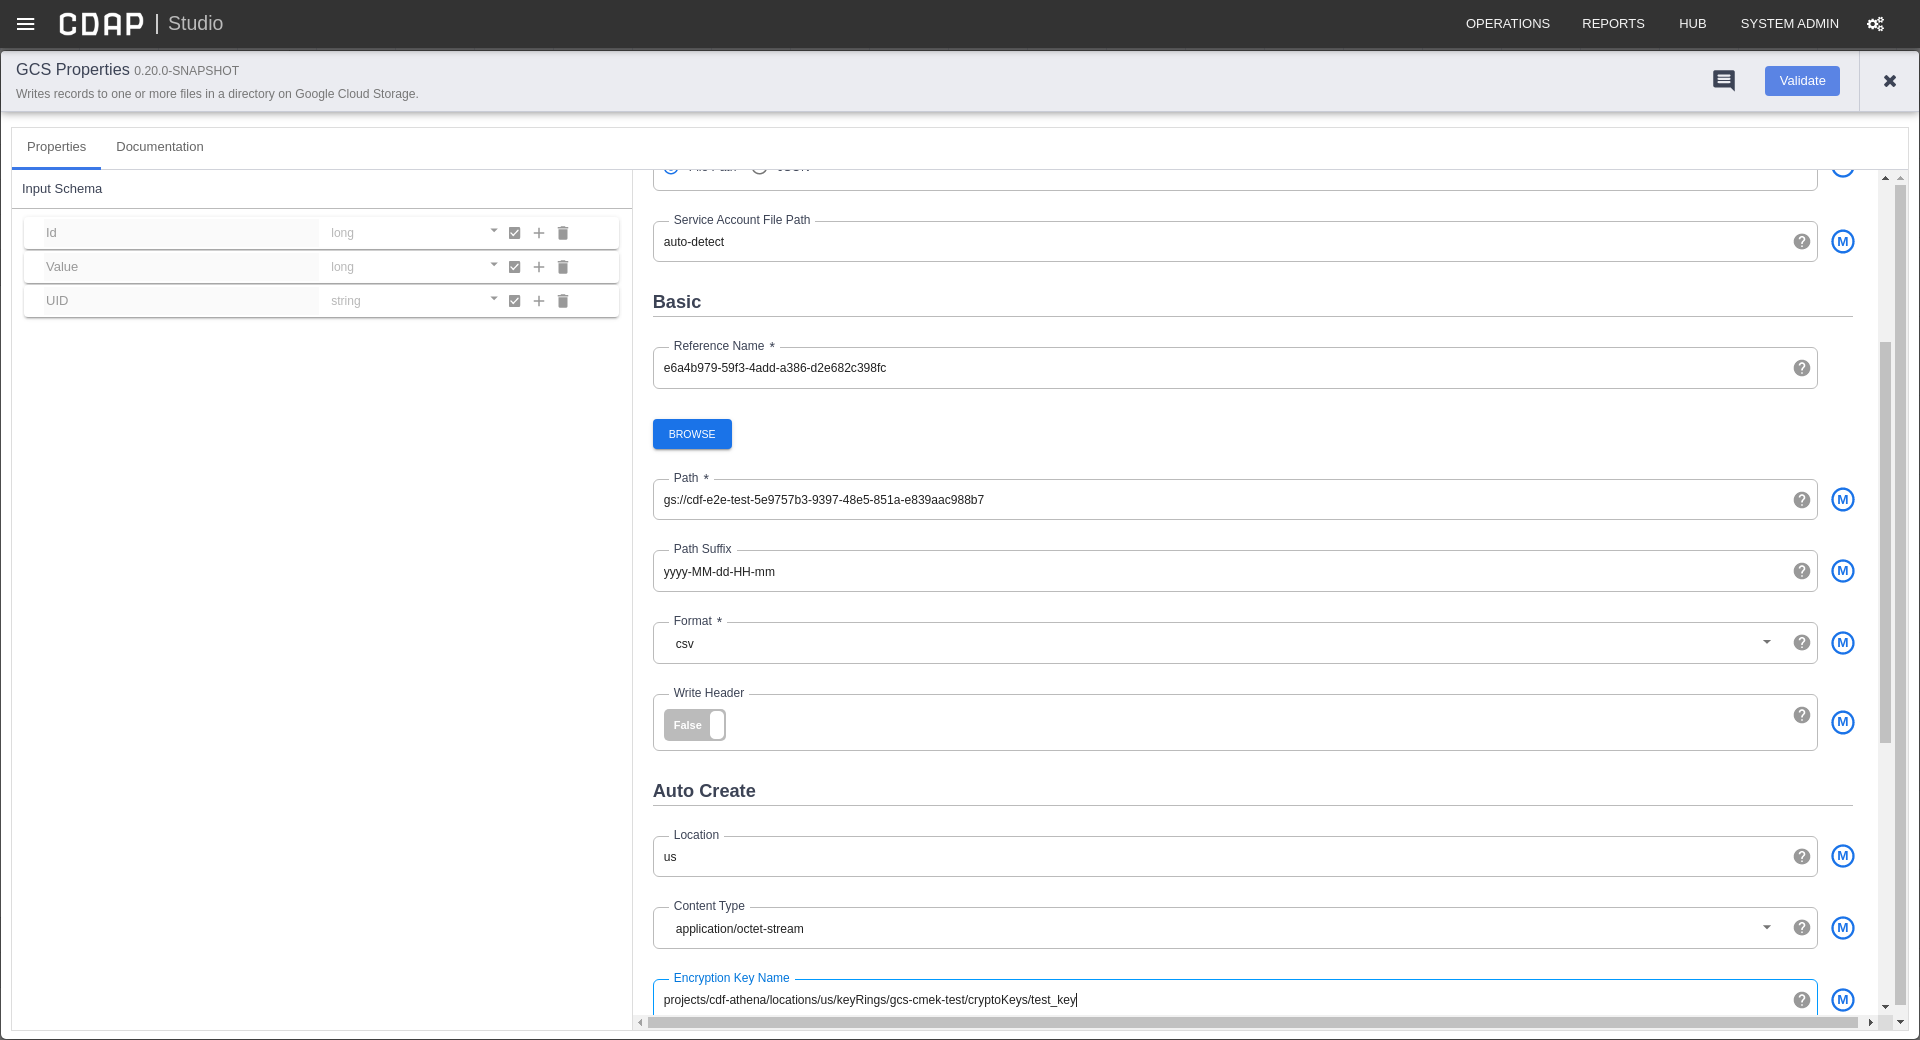 CDAP | Studio
OPERATIONS REPORTS HUB SYSTEM ADMIN
GCS Properties 0.20.0-SNAPSHOT
Writes records to one or more files in a directory on Google Cloud Storage.
Validate
Properties Documentation
Input Schema
Id long
Value long
UID string
Service Account File Path
auto-detect
M
Basic
Reference Name *
e6a4b979-59f3-4add-a386-d2e682c398fc
BROWSE
Path *
gs://cdf-e2e-test-5e9757b3-9397-48e5-851a-e839aac988b7
M
Path Suffix
yyyy-MM-dd-HH-mm
M
Format *
csv
M
Write Header
False
M
Auto Create
Location
us
M
Content Type
application/octet-stream
M
Encryption Key Name
projects/cdf-athena/locations/us/keyRings/gcs-cmek-test/cryptoKeys/test_key
M